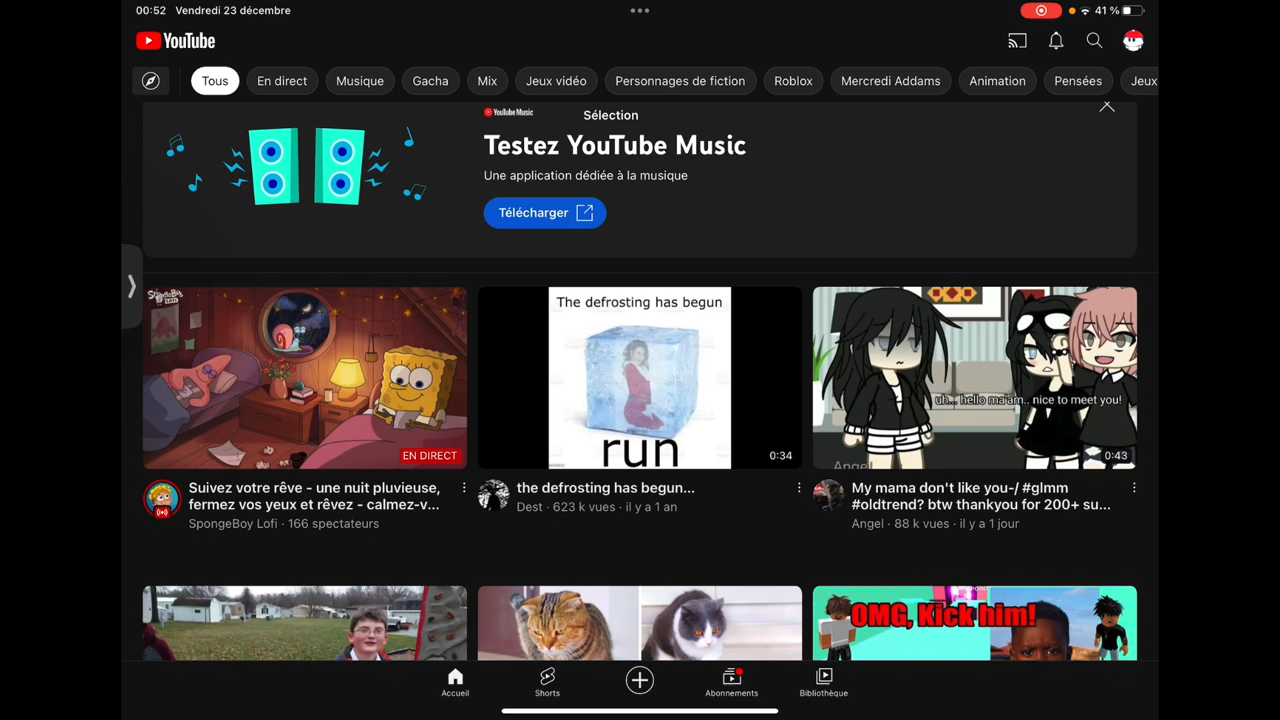 00:52 Vendredi 23 décembre
41 %
YouTube
Tous En direct Musique Gacha Mix Jeux vidéo Personnages de fiction Roblox Mercredi Addams Animation Pensées Jeux
YouTube Music Sélection
Testez YouTube Music
Une application dédiée à la musique
Télécharger
SpongeBoy
LOFI
EN DIRECT
The defrosting has begun
run
0:34
uh... hello ma'am.. nice to meet you!
Angel
0:43
Suivez votre rêve - une nuit pluvieuse,
fermez vos yeux et rêvez - calmez-v...
SpongeBoy Lofi · 166 spectateurs
the defrosting has begun...
Dest · 623 k vues · il y a 1 an
My mama don't like you-/ #glmm
#oldtrend? btw thankyou for 200+ su...
Angel · 88 k vues · il y a 1 jour
OMG, Kick him!
Accueil Shorts Abonnements Bibliothèque